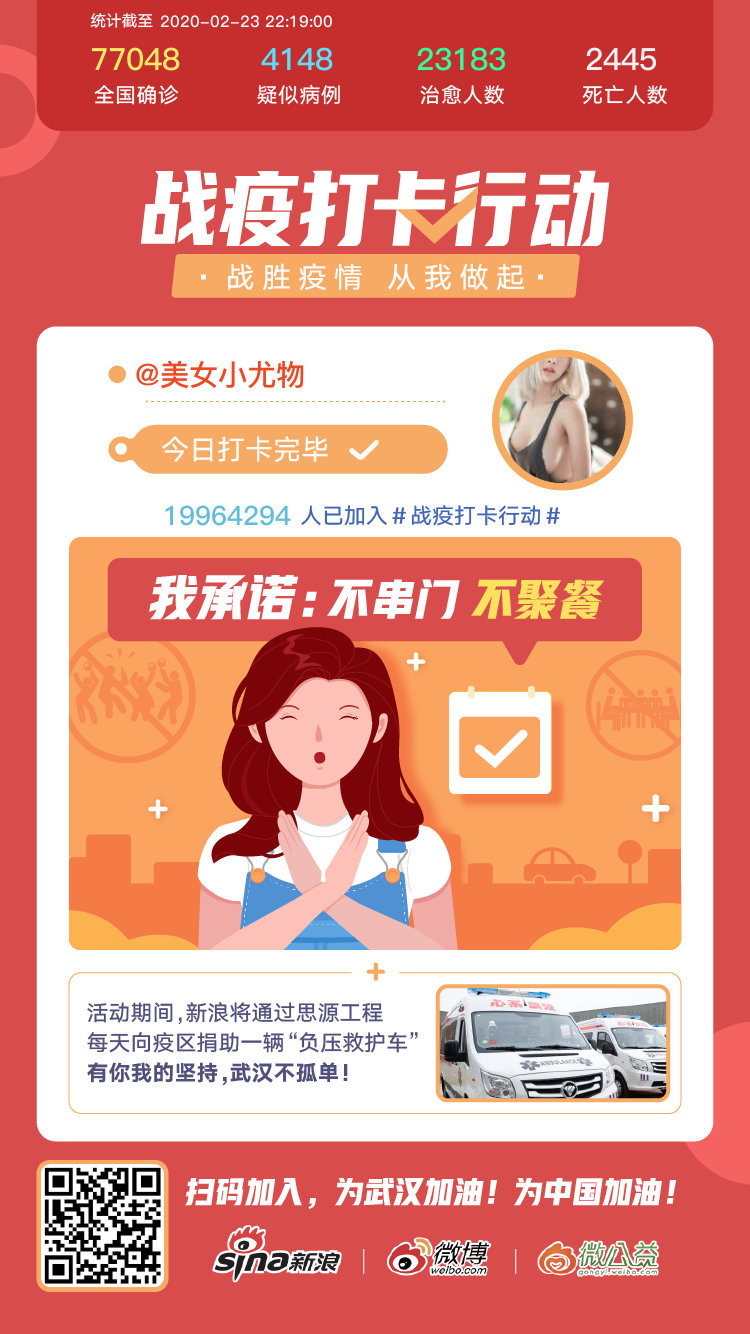 统计截至 2020-02-23 22:19:00
77048 4148 23183 2445
全国确诊 疑似病例 治愈人数 死亡人数
战疫打卡行动
·战胜疫情 从我做起·
@美女小尤物
今日打卡完毕
19964294 人已加入#战疫打卡行动#
我承诺:不串门 不聚餐
活动期间,新浪将通过思源工程
每天向疫区捐助一辆“负压救护车”
有你我的坚持,武汉不孤单!
心系武汉
AMBULANCE
扫码加入，为武汉加油！为中国加油！
sina新浪 微博 微公益
weibo.com gongyi.weibo.com